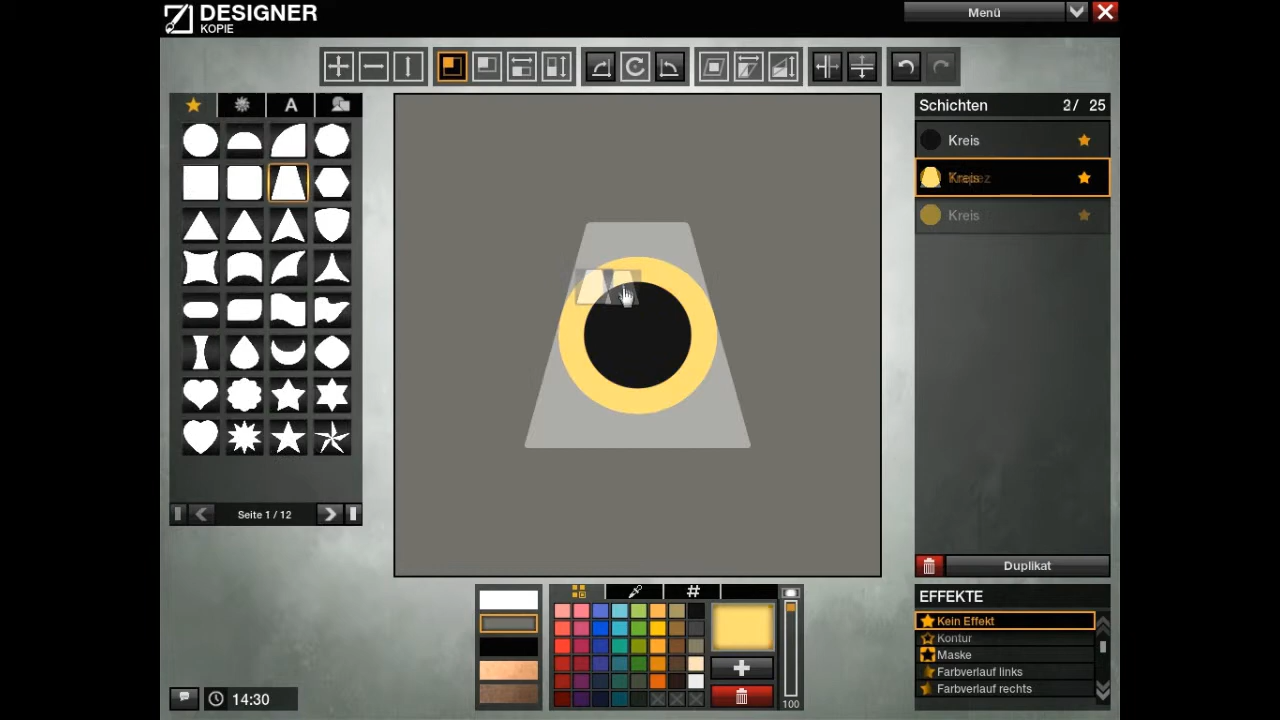 DESIGNER
KOPIE
Menü
A
Schichten 2/ 25
Kreis
Kreis
Seite 1 / 12
Duplikat
EFFEKTE
Kein Effekt
Kontur
Maske
Farbverlauf links
Farbverlauf rechts
#
100
14:30